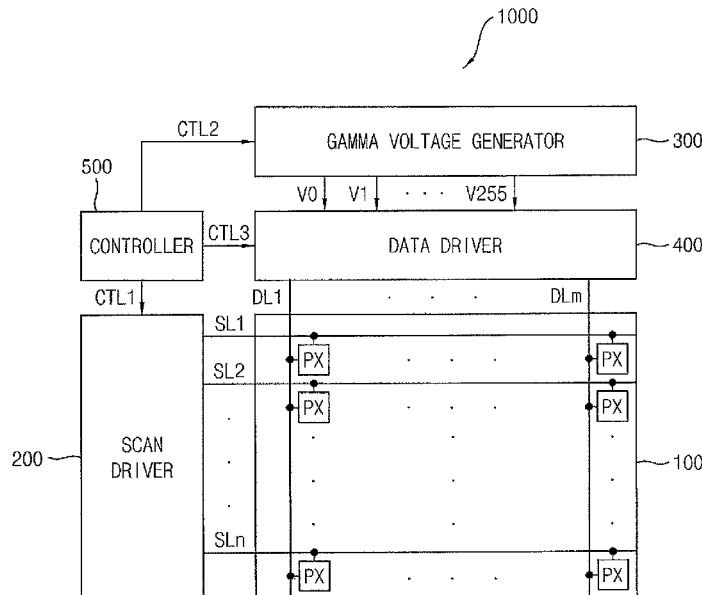 1000
CTL2
GAMMA VOLTAGE GENERATOR
300
500
V0 V1 · · · V255
CONTROLLER
CTL3
DATA DRIVER
400
CTL1
DL1 · · · DLm
SL1
PX · · · PX
SL2
PX · · · PX
200
SCAN
DRIVER
100
SLn
PX · · · PX